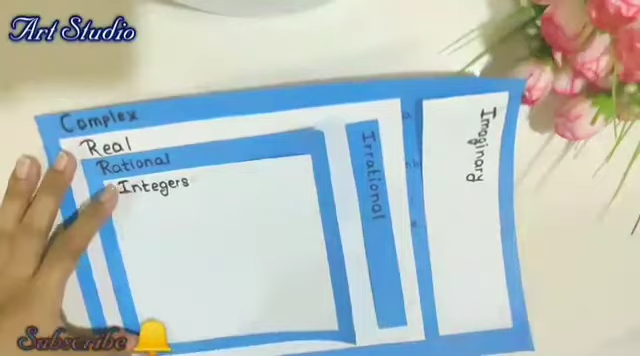 Art Studio
Complex
Real
Rational
Integers
Irrational
Imaginary
Subscribe